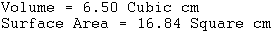 Volume = 6.50 Cubic cm
Surface Area = 16.84 Square cm